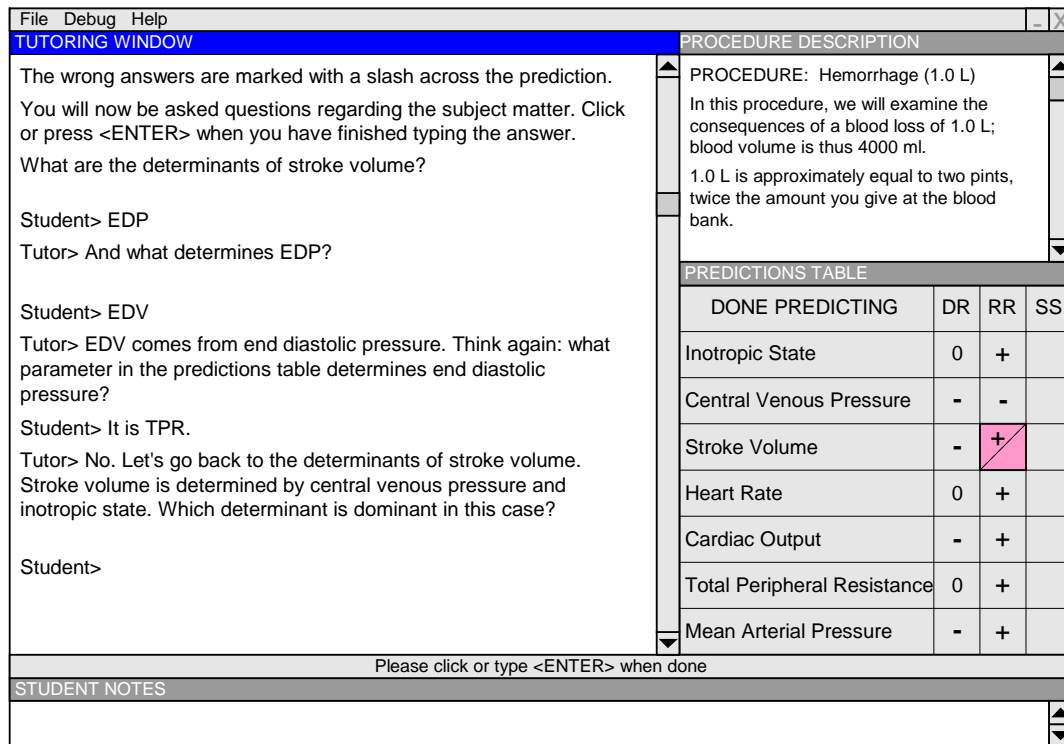 File Debug Help
- X
TUTORING WINDOW
The wrong answers are marked with a slash across the prediction.
You will now be asked questions regarding the subject matter. Click
or press <ENTER> when you have finished typing the answer.
What are the determinants of stroke volume?
Student> EDP
Tutor> And what determines EDP?
Student> EDV
Tutor> EDV comes from end diastolic pressure. Think again: what
parameter in the predictions table determines end diastolic
pressure?
Student> It is TPR.
Tutor> No. Let's go back to the determinants of stroke volume.
Stroke volume is determined by central venous pressure and
inotropic state. Which determinant is dominant in this case?
Student>
PROCEDURE DESCRIPTION
PROCEDURE: Hemorrhage (1.0 L)
In this procedure, we will examine the
consequences of a blood loss of 1.0 L;
blood volume is thus 4000 ml.
1.0 L is approximately equal to two pints,
twice the amount you give at the blood
bank.
PREDICTIONS TABLE
DONE PREDICTING DR RR SS
Inotropic State 0 +
Central Venous Pressure - -
Stroke Volume - +
Heart Rate 0 +
Cardiac Output - +
Total Peripheral Resistance 0 +
Mean Arterial Pressure - +
Please click or type <ENTER> when done
STUDENT NOTES